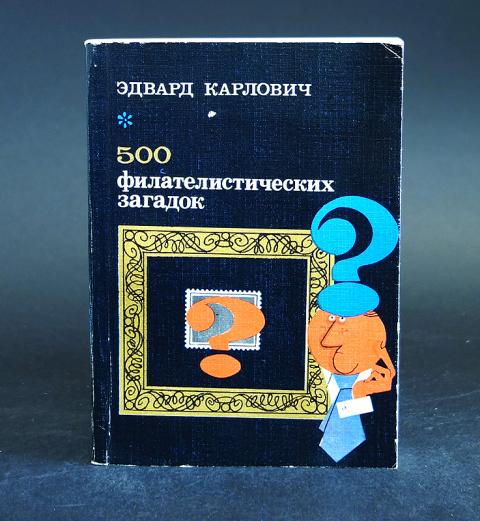 ЭДВАРД КАРЛОВИЧ
*
500
филателистических
загадок
?
?